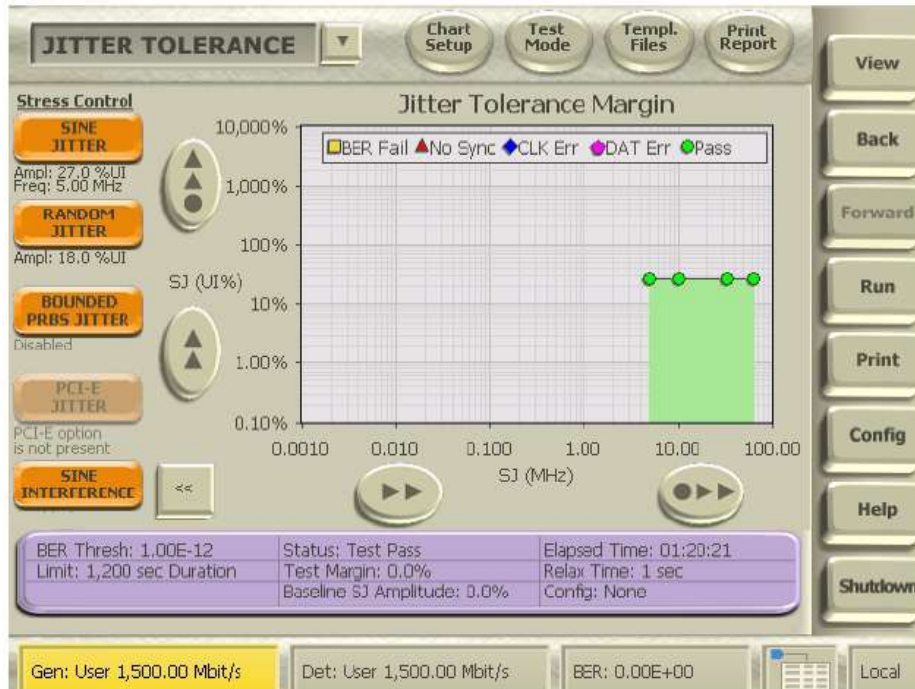 JITTER TOLERANCE
Chart Setup
Test Mode
Templ. Files
Print Report
View
Back
Forward
Run
Print
Config
Help
Shutdown
Stress Control
SINE JITTER
Ampl: 27.0 %UI
Freq: 5.00 MHz
RANDOM JITTER
Ampl: 18.0 %UI
BOUNDED PRBS JITTER
Disabled
PCI-E JITTER
PCI-E option
is not present
SINE INTERFERENCE
<<
Jitter Tolerance Margin
BER Fail No Sync CLK Err DAT Err Pass
10,000%
1,000%
100%
SJ (UI%)
10%
1.00%
0.10%
0.0010 0.010 0.100 1.00 10.00 100.00
SJ (MHz)
BER Thresh: 1.00E-12
Limit: 1,200 sec Duration
Status: Test Pass
Test Margin: 0.0%
Baseline SJ Amplitude: 0.0%
Elapsed Time: 01:20:21
Relax Time: 1 sec
Config: None
Gen: User 1,500.00 Mbit/s
Det: User 1,500.00 Mbit/s
BER: 0.00E+00
Local